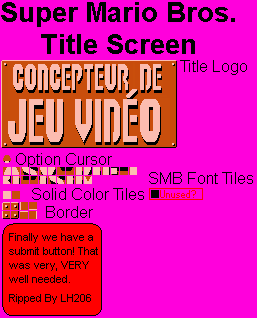 Super Mario Bros.
Title Screen
Title Logo
CONCEPTEUR DE
JEU VIDÉO
Option Cursor
SMB Font Tiles
Solid Color Tiles
Unused?
Border
Finally we have a
submit button! That
was very, VERY
well needed.
Ripped By LH206